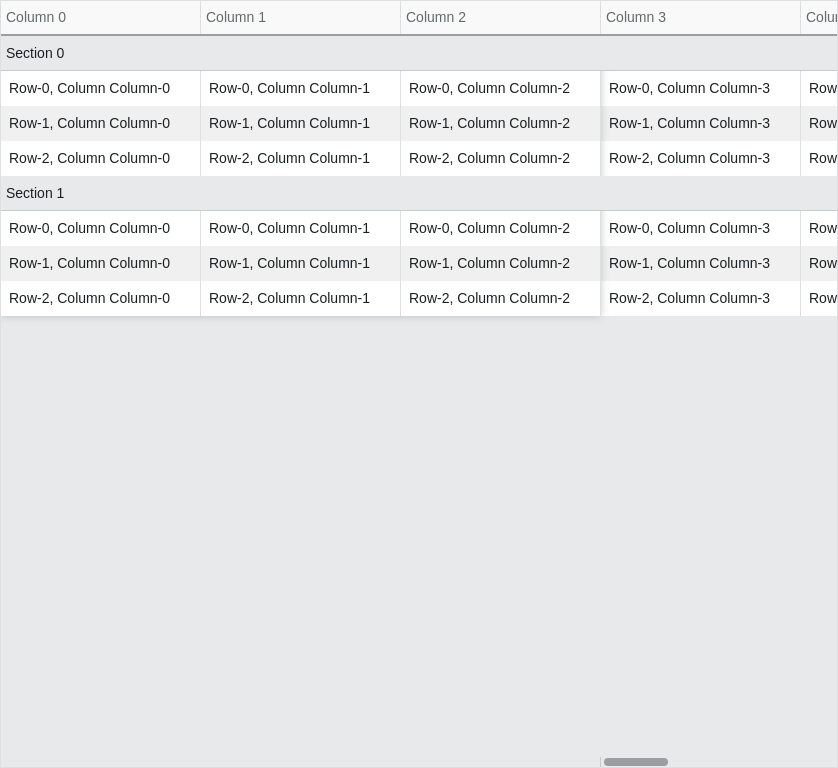 Column 0 Column 1 Column 2 Column 3 Colu
Section 0
Row-0, Column Column-0 Row-0, Column Column-1 Row-0, Column Column-2 Row-0, Column Column-3 Row
Row-1, Column Column-0 Row-1, Column Column-1 Row-1, Column Column-2 Row-1, Column Column-3 Row
Row-2, Column Column-0 Row-2, Column Column-1 Row-2, Column Column-2 Row-2, Column Column-3 Row
Section 1
Row-0, Column Column-0 Row-0, Column Column-1 Row-0, Column Column-2 Row-0, Column Column-3 Row
Row-1, Column Column-0 Row-1, Column Column-1 Row-1, Column Column-2 Row-1, Column Column-3 Row
Row-2, Column Column-0 Row-2, Column Column-1 Row-2, Column Column-2 Row-2, Column Column-3 Row